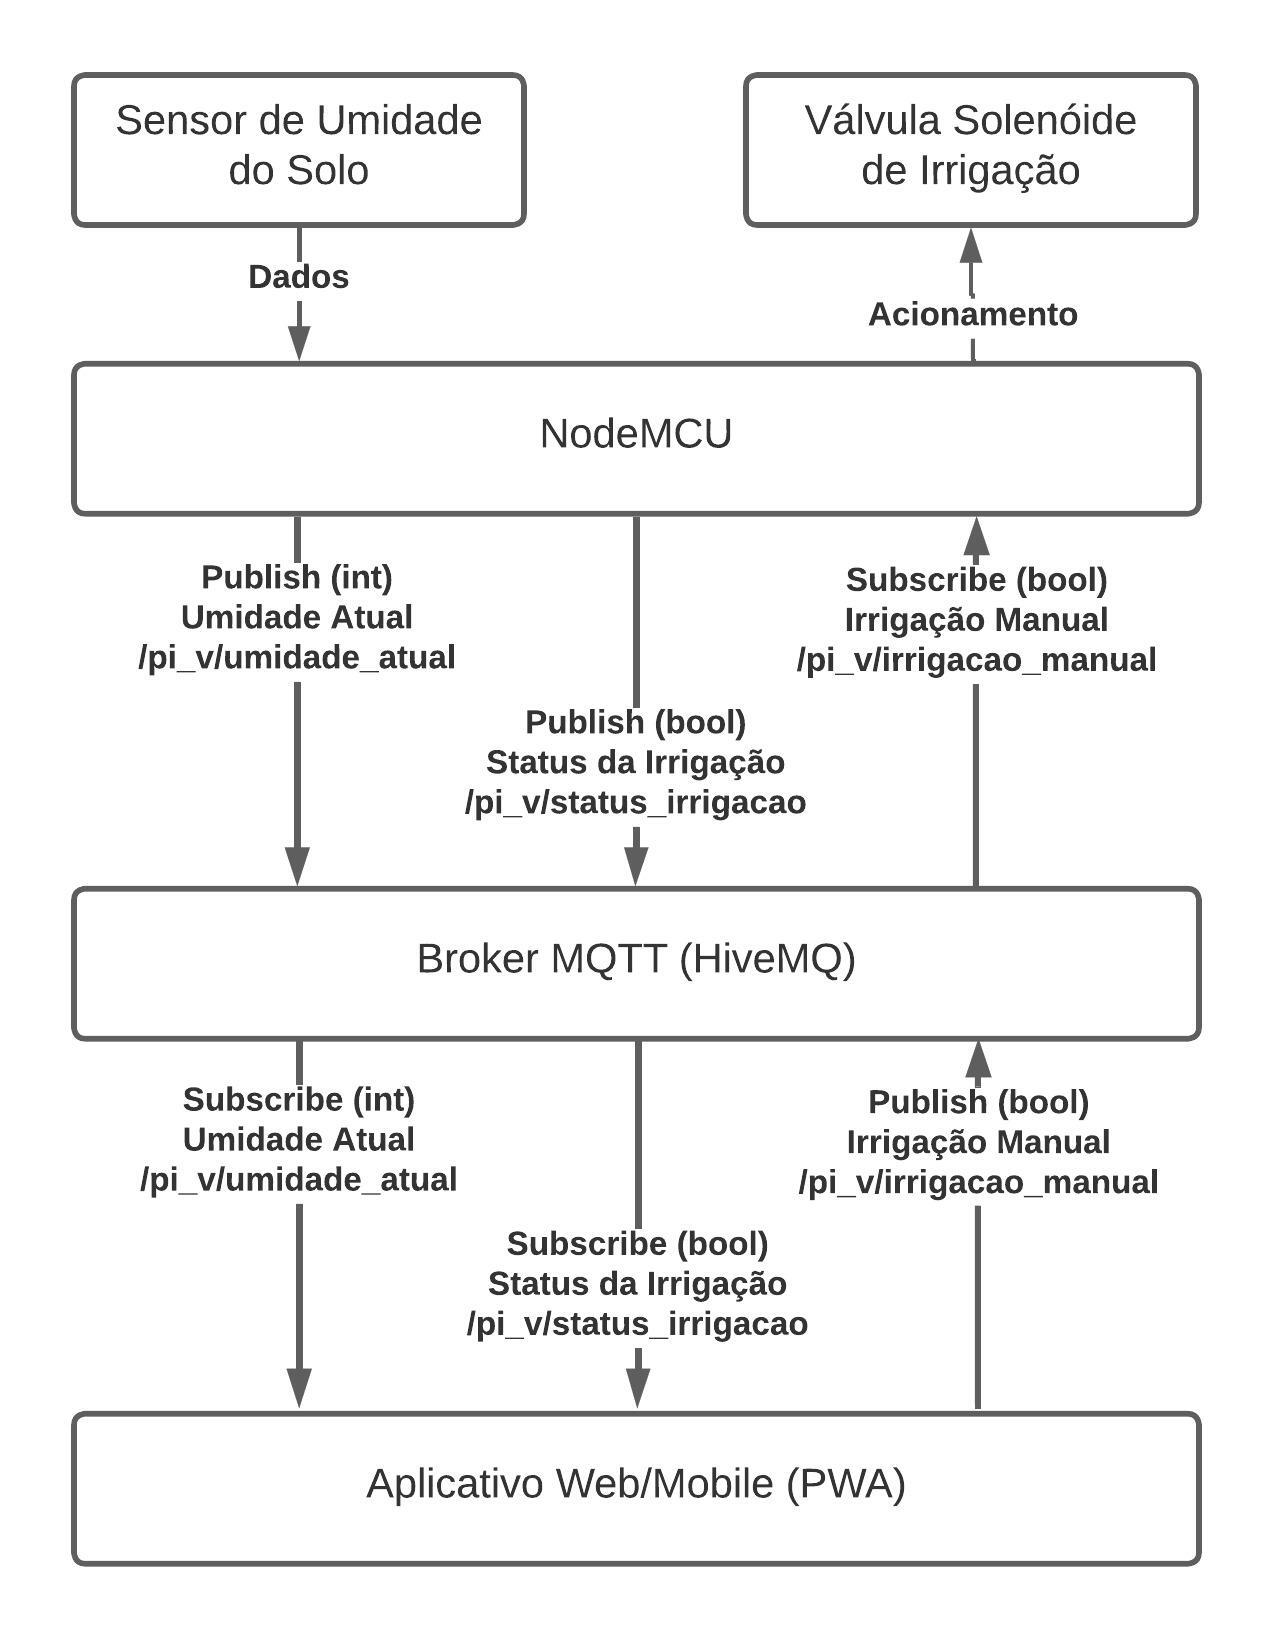 Sensor de Umidade
do Solo
Válvula Solenóide
de Irrigação
Dados
Acionamento
NodeMCU
Publish (int)
Umidade Atual
/pi_v/umidade_atual
Publish (bool)
Status da Irrigação
/pi_v/status_irrigacao
Subscribe (bool)
Irrigação Manual
/pi_v/irrigacao_manual
Broker MQTT (HiveMQ)
Subscribe (int)
Umidade Atual
/pi_v/umidade_atual
Subscribe (bool)
Status da Irrigação
/pi_v/status_irrigacao
Publish (bool)
Irrigação Manual
/pi_v/irrigacao_manual
Aplicativo Web/Mobile (PWA)